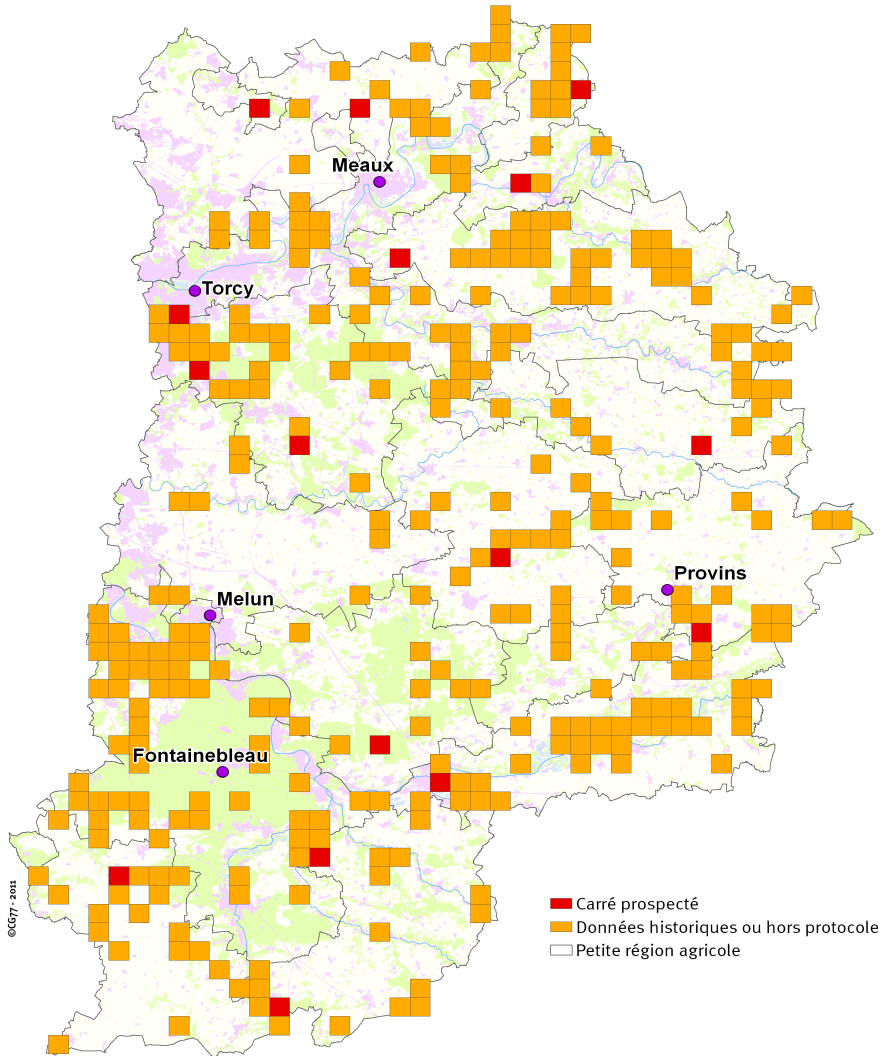 Meaux
Torcy
Provins
Melun
Fontainebleau
©CG77 - 2011
Carré prospecté
Données historiques ou hors protocole
Petite région agricole